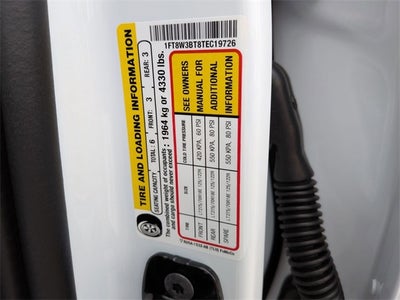 1FT8W3BT8TEC19726
TIRE AND LOADING INFORMATION
SEATING CAPACITY TOTAL: 6 FRONT: 3 REAR: 3
The combined weight of occupants : 1964 kg or 4330 lbs.
and cargo should never exceed :
TIRE SIZE COLD TIRE PRESSURE
FRONT 420 KPA, 60 PSI
REAR 550 KPA, 80 PSI
SPARE 550 KPA, 80 PSI
SEE OWNERS
MANUAL FOR
ADDITIONAL
INFORMATION